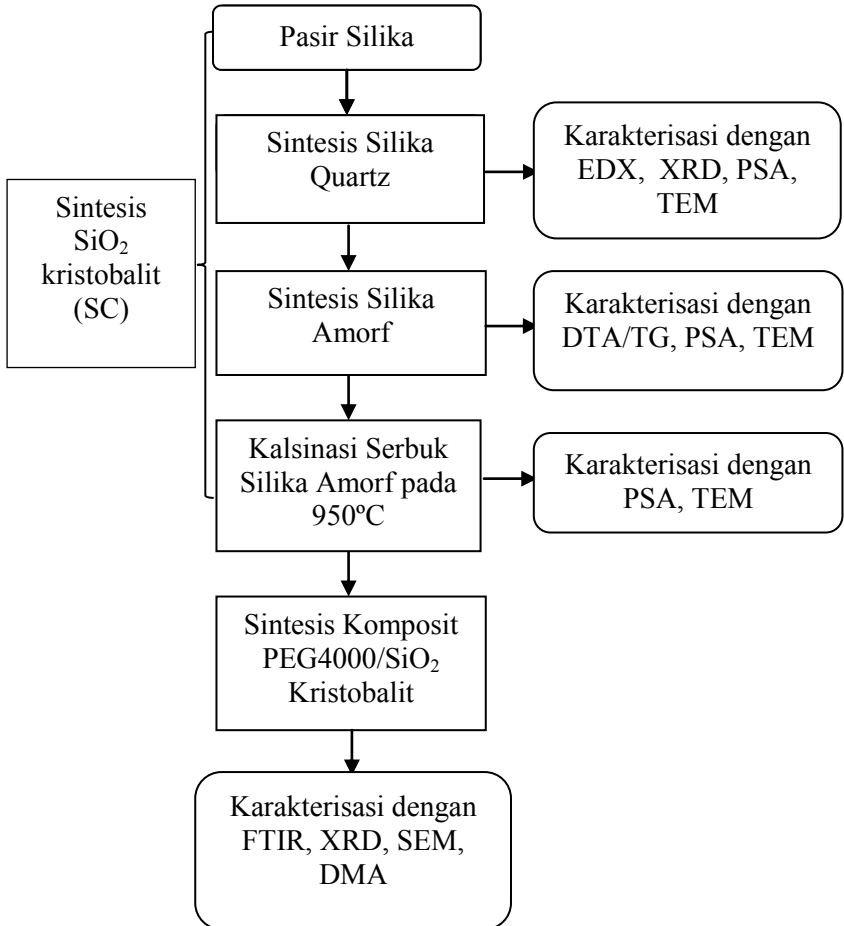 Pasir Silika
Sintesis Silika
Quartz
Karakterisasi dengan
EDX, XRD, PSA,
TEM
Sintesis
SiO₂
kristobalit
(SC)
Sintesis Silika
Amorf
Karakterisasi dengan
DTA/TG, PSA, TEM
Kalsinasi Serbuk
Silika Amorf pada
950ºC
Karakterisasi dengan
PSA, TEM
Sintesis Komposit
PEG4000/SiO₂
Kristobalit
Karakterisasi dengan
FTIR, XRD, SEM,
DMA